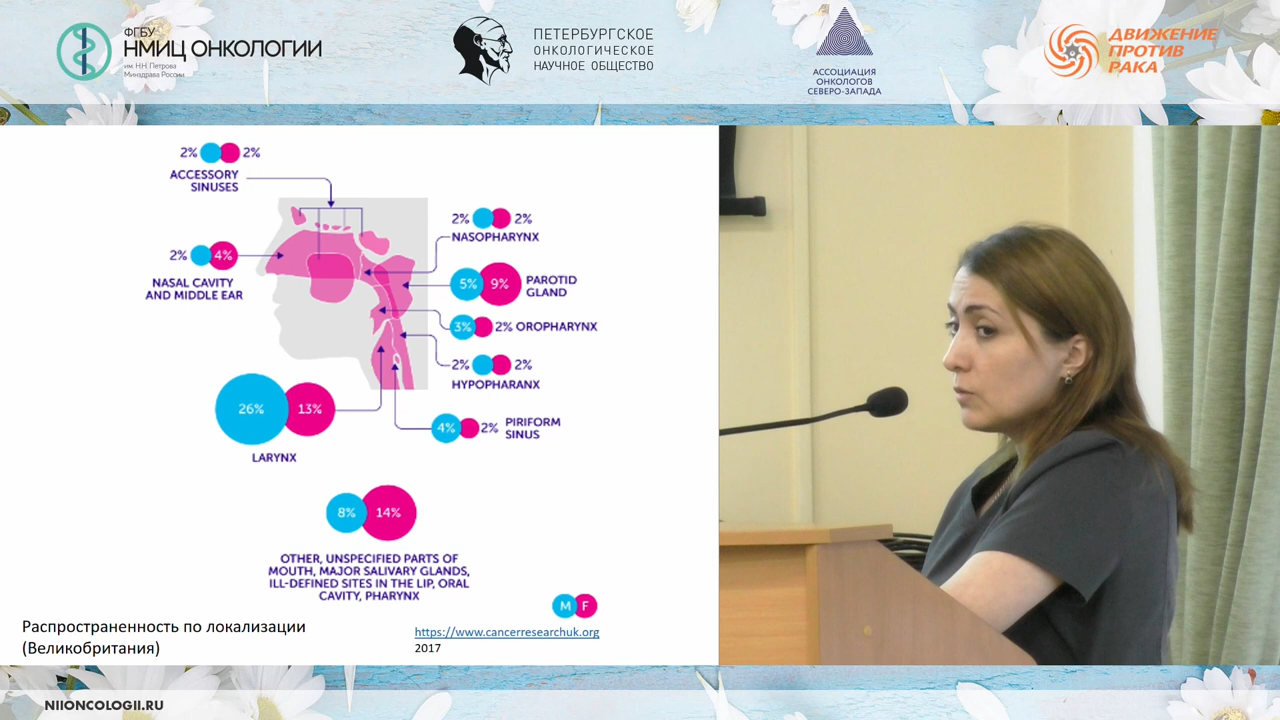 ФГБУ
НМИЦ ОНКОЛОГИИ
им. Н.Н. Петрова
Минздрава России
ПЕТЕРБУРГСКОЕ
ОНКОЛОГИЧЕСКОЕ
НАУЧНОЕ ОБЩЕСТВО
АССОЦИАЦИЯ
ОНКОЛОГОВ
СЕВЕРО-ЗАПАДА
ДВИЖЕНИЕ
ПРОТИВ
РАКА
2% 2%
ACCESSORY
SINUSES
2% 4%
NASAL CAVITY
AND MIDDLE EAR
2% 2%
NASOPHARYNX
5% 9% PAROTID
GLAND
3% 2% OROPHARYNX
2% 2%
HYPOPHARANX
26% 13%
LARYNX
4% 2% PIRIFORM
SINUS
8% 14%
OTHER, UNSPECIFIED PARTS OF
MOUTH, MAJOR SALIVARY GLANDS,
ILL-DEFINED SITES IN THE LIP, ORAL
CAVITY, PHARYNX
M F
Распространенность по локализации
(Великобритания)
https://www.cancerresearchuk.org
2017
NIIONCOLOGII.RU